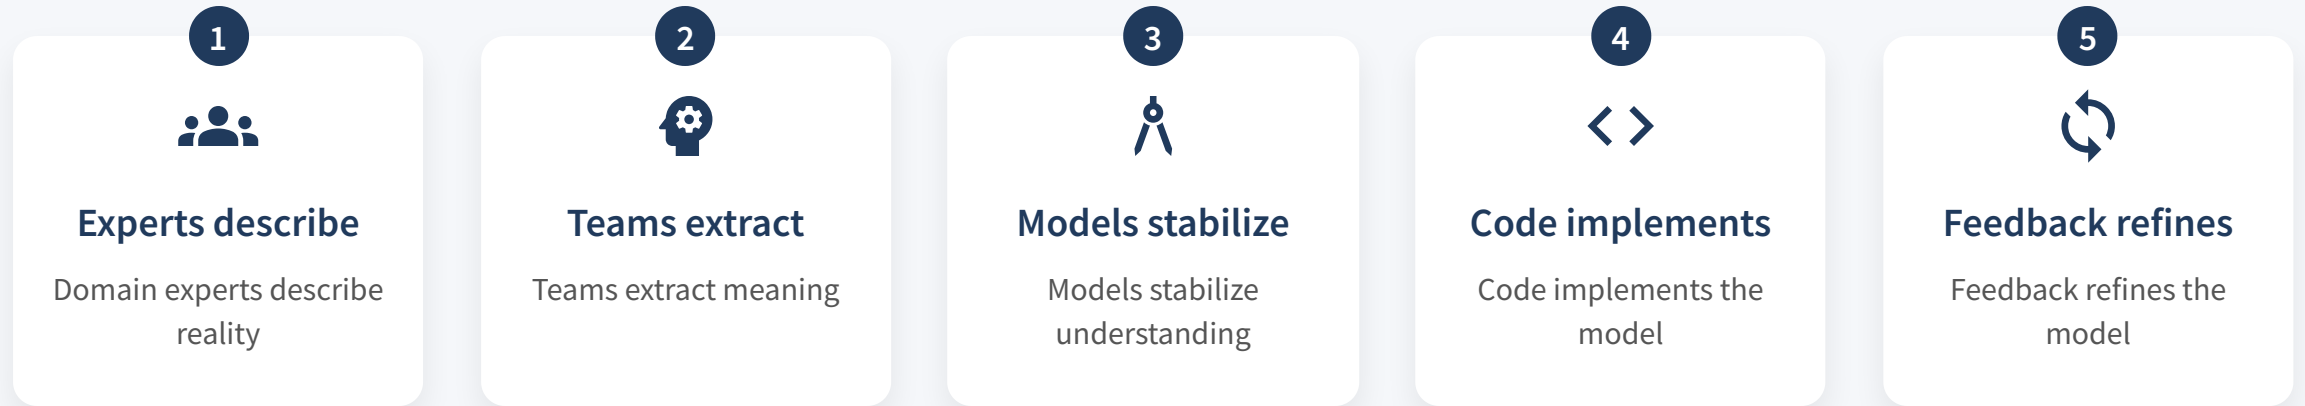 1
Experts describe
Domain experts describe
reality
2
Teams extract
Teams extract meaning
3
Models stabilize
Models stabilize
understanding
4
Code implements
Code implements the
model
5
Feedback refines
Feedback refines the
model